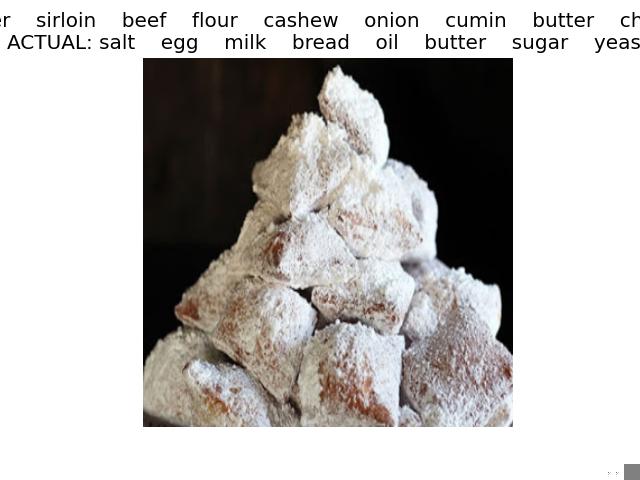 sirloin beef flour cashew onion cumin butter
ACTUAL: salt egg milk bread oil butter sugar